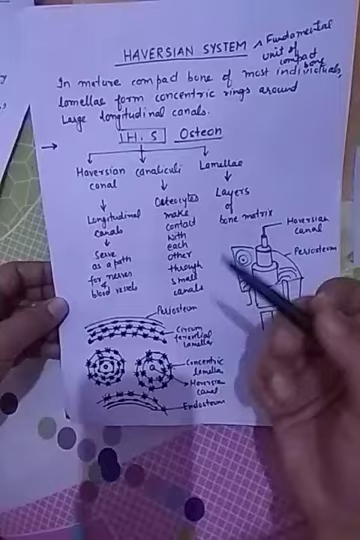 HAVERSIAN SYSTEM
Fundamental
unit of
compact
bone
In mature compact bone of most individuals,
lamellae form concentric rings around
Large longitudinal canals.
H.S Osteon
Haversian
canal
canaliculi
Lamellae
Longitudinal
canals
Serve
as a path
for nerves
&
blood vessels
Osteocytes
make
contact
with
each
other
through
small
canals
Layers
of
bone matrix
Haversian
canal
Periosteum
Periosteum
Circum
ferential
lamellae
Concentric
lamella
Haversian
canal
Endosteum